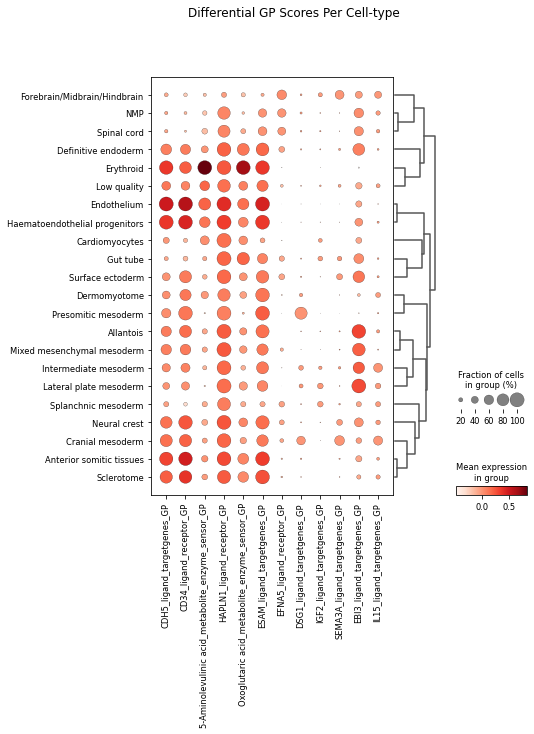 Differential GP Scores Per Cell-type
Forebrain/Midbrain/Hindbrain
NMP
Spinal cord
Definitive endoderm
Erythroid
Low quality
Endothelium
Haematoendothelial progenitors
Cardiomyocytes
Gut tube
Surface ectoderm
Dermomyotome
Presomitic mesoderm
Allantois
Mixed mesenchymal mesoderm
Intermediate mesoderm
Lateral plate mesoderm
Splanchnic mesoderm
Neural crest
Cranial mesoderm
Anterior somitic tissues
Sclerotome
CDH5_ligand_targetgenes_GP
CD34_ligand_receptor_GP
5-Aminolevulinic acid_metabolite_enzyme_sensor_GP
HAPLN1_ligand_receptor_GP
Oxoglutaric acid_metabolite_enzyme_sensor_GP
ESAM_ligand_targetgenes_GP
EFNA5_ligand_receptor_GP
DSG1_ligand_targetgenes_GP
IGF2_ligand_targetgenes_GP
SEMA3A_ligand_targetgenes_GP
EBI3_ligand_targetgenes_GP
IL15_ligand_targetgenes_GP
Fraction of cells
in group (%)
20 40 60 80 100
Mean expression
in group
0.0 0.5